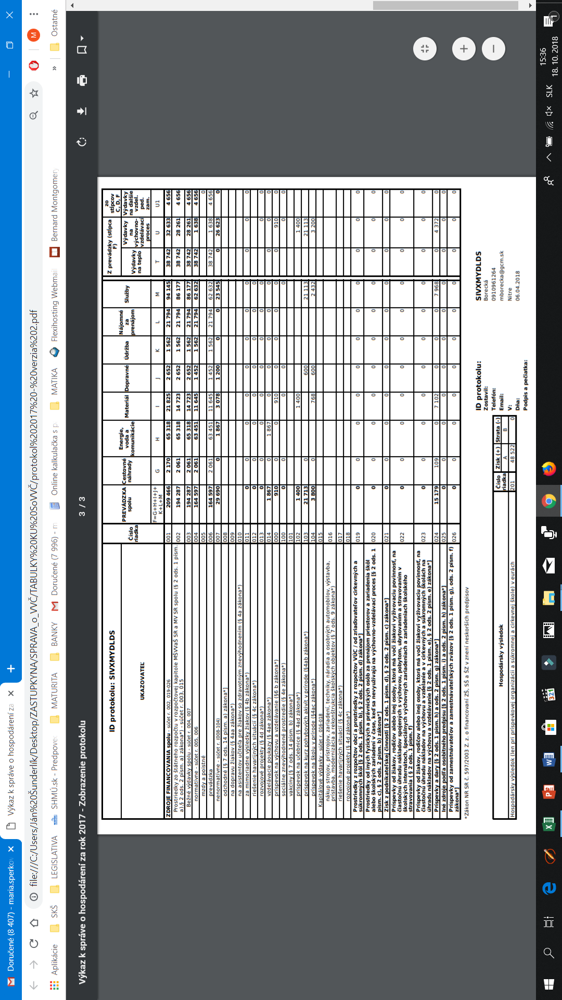 Doručené (8 407) - maria.sperkov
Výkaz k správe o hospodárení za
file:///C:/Users/Ján%20Šunderlík/Desktop/ZASTUPKYNA/SPRAVA_o_VVČ/TABULKY%20KU%20SoVVČ/protokol%202017%20-%20verzia%202.pdf
M
Aplikácie
SKŠ
LEGISLATIVA
SHMÚ.sk - Predpoveď
MATURITA
BANKY
Doručené (7 996) - m
Online kalkulačka s p
MATIKA
Flexihosting Webmail
Bernard Montgomery
»
Ostatné
Výkaz k správe o hospodárení za rok 2017 - Zobrazenie protokolu
3 / 3
ID protokolu: SIVXMYDLDS
UKAZOVATEL
Číslo riadka
PREVÁDZKA spolu
Cestovné náhrady
Energie, voda a komunikácie
Materiál
Dopravné
Údržba
Nájomné za prenájom
Služby
Z prevádzky (stĺpca F)
Výdavky na teplo
Výdavky na výchovno-vzdelávací proces
zo stĺpcov C, D, F
Výdavky na ďalšie vzdel. ped. zam.
F=G+H+I+J+K+L+M G H I J K L M T U U1
ZDROJE FINANCOVANIA spolu - súčet r. 002, 019-026 001 209 466 2 170 65 318 21 825 2 652 1 562 21 794 94 145 38 742 32 633 4 656
Prostriedky zo štátneho rozpočtu v rozpočtovej kapitole MŠVVaŠ SR a MV SR spolu (§ 2 ods. 1 písm.
a),§ 2 ods. 2 písm. a) zákona*) - súčet r. 003, 015 002 194 287 2 061 65 318 14 723 2 652 1 562 21 794 86 177 38 742 28 261 4 656
Bežné výdavky spolu - súčet r. 004, 007 003 194 287 2 061 65 318 14 723 2 652 1 562 21 794 86 177 38 742 28 261 4 656
normatívne - súčet r. 005, 006 004 164 597 2 061 63 451 11 645 1 452 1 562 21 794 62 632 38 742 1 638 4 656
mzdy a poistné 005 0
prevádzka 006 164 597 2 061 63 451 11 645 1 452 1 562 21 794 62 632 38 742 1 638 4 656
nenormatívne - súčet r. (008-104) 007 29 690 0 1 867 3 078 1 200 0 0 23 545 0 26 623 0
odchodné [§ 7 ods. 14 písm. a) zákona*] 008
na dopravu žiakov (§ 4aa zákona*) 009
na asistentov učiteľa pre žiakov so zdravotným znevýhodnením (§ 4a zákona*) 010
za mimoriadne výsledky žiakov (§ 4b zákona*) 011 0 0 0 0 0 0 0 0 0 0 0
riešenie havarijných situácií (§ 4c zákona*) 012 0 0 0 0 0 0 0
rozvojové projekty (§ 4d zákona*) 013 0 0 0 0 0 0 0 0 0 0 0
vzdelávacie poukazy (§ 4ae zákona*) 014 1 867 0 1 867 0 0 0 0 0 0 0 0
príspevok na výchovu a vzdelávanie (§6b zákona*) 000 910 0 0 910 0 0 0 0 0 910 0
sociálne znevýhodnené prostredie (§ 4e zákona*) 100 0 0 0 0 0 0 0 0 0
vakcíny [§ 7 ods. 14 písm. b) zákona*] 101
príspevok na učebnice (§ 4ad zákona*) 102 1 400 1 400 1 400
príspevok na kurz pohybových aktivít v prírode (§4ab zákona*) 103 21 713 0 600 21 113 21 113
príspevok na školu v prírode (§4ac zákona*) 104 3 800 0 768 600 2 432 3 200
Kapitálové výdavky- súčet r. 016-018 015
nákup strojov, prístrojov, zariadení, techniky, náradia a osobných automobilov, výstavba,
prístavba, modernizácia a rekonštrukcia školských objektov (§ 7 ods. 9 zákona*) 016
riešenie havarijných situácií (§ 4c zákona*) 017
rozvojové projekty (§ 4d zákona*) 018
Prostriedky z rozpočtov obcí a prostriedky z rozpočtov VÚC / od zriaďovateľov cirkevných a
súkromných škôl [§ 2 ods. 1 písm. b), § 2 ods. 2 písm. d) zákona*] 019 0 0 0 0 0 0 0 0 0 0 0
Prostriedky od iných fyzických a právnických osôb za prenájom priestorov a zariadenia škôl
alebo školských zariadení v čase, keď sa nevyužívajú na výchovno-vzdelávací proces [§ 2 ods. 1
písm. c), § 2 ods. 2 písm. b) zákona*] 020 0 0 0 0 0 0 0 0 0 0 0
Zisk z podnikateľskej činnosti [§ 2 ods. 1 písm. d), § 2 ods. 2 písm. c) zákona*] 021 0 0 0 0 0 0 0 0 0 0 0
Príspevky od žiakov, rodičov alebo inej osoby, ktorá má voči žiakovi vyživovaciu povinnosť, na
čiastočnú úhradu nákladov spojených s výchovou, pobytom, ubytovaním a stravovaním v
školských internátoch, špeciálnych výchovných zariadeniach a zariadeniach školského
stravovania ( § 2 ods. 1 písm. f) 022 0 0 0 0 0 0 0 0 0 0 0
Príspevky od žiakov, rodičov alebo inej osoby, ktorá má voči žiakovi vyživovaciu povinnosť, na
čiastočnú úhradu nákladov na výchovu a vzdelanie a v cirkevných a súkromných školách na
úhradu nákladov na výchovu a vzdelávanie [§ 2 ods. 1 písm. e), § 2 ods. 2 písm. e) zákona*] 023 0 0 0 0 0 0 0 0 0 0 0
Príspevky a dary [§ 2 ods. 1 písm. h) a ods. 2 písm. g) zákona*] 024 15 179 109 0 7 102 0 0 0 7 968 0 4 372 0
Iné zdroje podľa osobitného predpisu [§ 2 ods. 1 písm. i) a ods. 2 písm. h) zákona*] 025 0 0 0 0 0 0 0 0 0 0
Príspevky od zamestnávateľov a zamestnávateľských zväzov [§ 2 ods. 1 písm. g), ods. 2 písm. f)
zákona*] 026 0 0 0 0 0 0 0 0 0 0 0
*Zákon NR SR č. 597/2003 Z. z. o financovaní ZŠ, SŠ a ŠZ v znení neskorších predpisov
Hospodársky výsledok Číslo riadka Zisk (+) Strata (-)
A B
Hospodársky výsledok (len pri príspevkovej organizácii a súkromnej a cirkevnej škole) v eurách 201 48 522 0
ID protokolu: SIVXMYDLDS
Zostavil: Borecká
Telefón: 0910961264
Email: mborecka@gcm.sk
V: Nitre
Dňa: 06.04.2018
Podpis a pečiatka:
321
SLK
15:36
18. 10. 2018
1